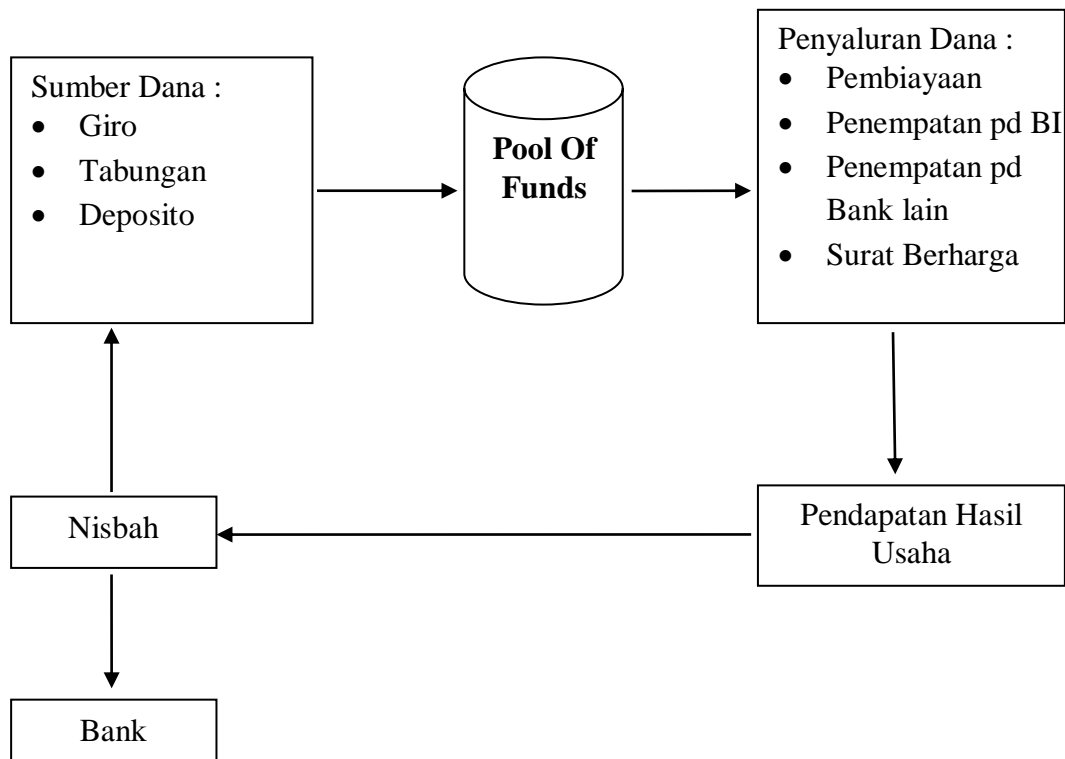 Sumber Dana :
• Giro
• Tabungan
• Deposito
Pool Of
Funds
Penyaluran Dana :
• Pembiayaan
• Penempatan pd BI
• Penempatan pd
Bank lain
• Surat Berharga
Nisbah
Pendapatan Hasil
Usaha
Bank